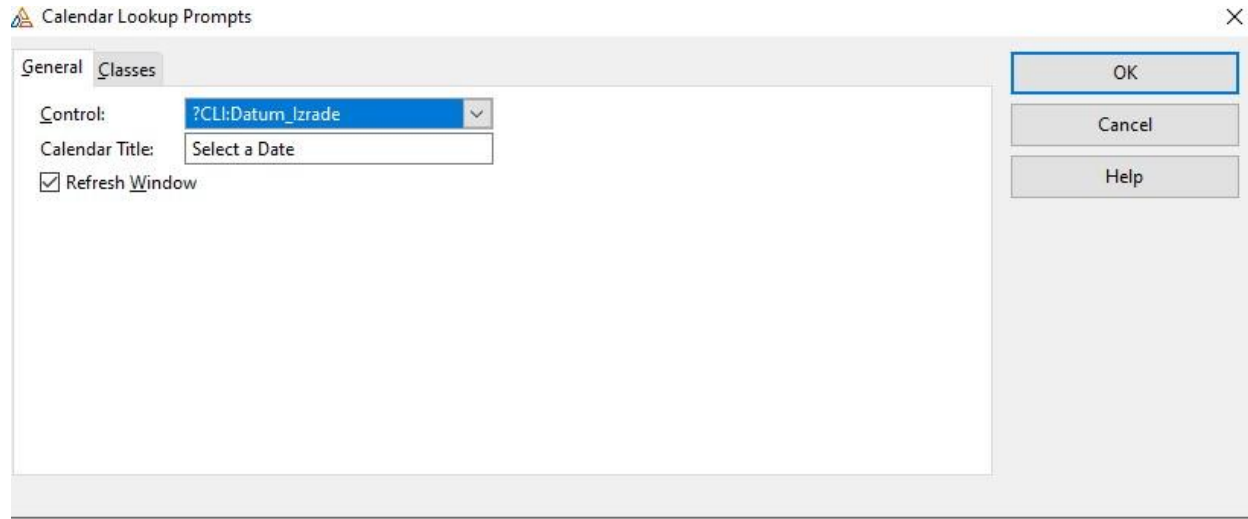 Calendar Lookup Prompts
General Classes
OK
Control: ?CLI:Datum_Izrade
Cancel
Calendar Title: Select a Date
Refresh Window
Help